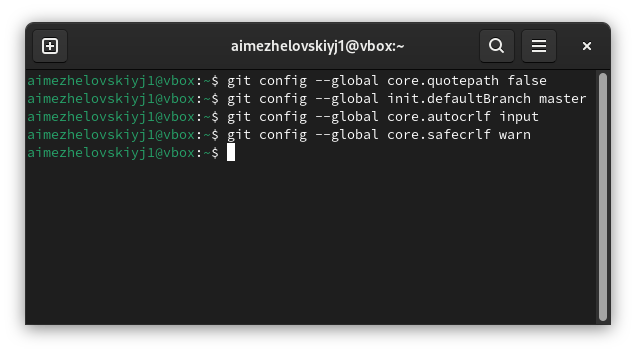 aimezhelovskiyj1@vbox:~
aimezhelovskiyj1@vbox:~$ git config --global core.quotepath false
aimezhelovskiyj1@vbox:~$ git config --global init.defaultBranch master
aimezhelovskiyj1@vbox:~$ git config --global core.autocrlf input
aimezhelovskiyj1@vbox:~$ git config --global core.safecrlf warn
aimezhelovskiyj1@vbox:~$